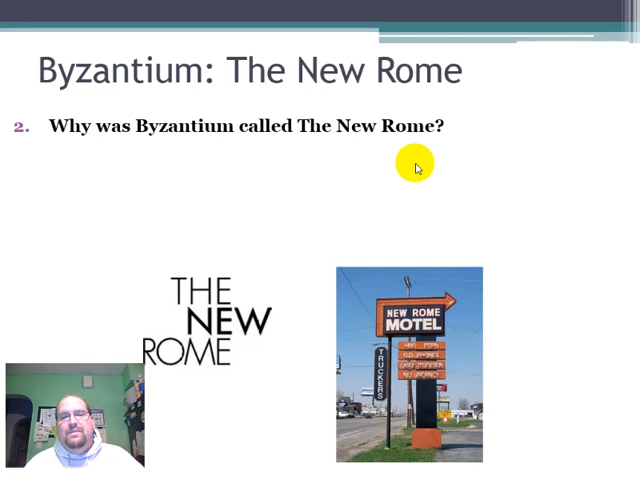 Byzantium: The New Rome
2. Why was Byzantium called The New Rome?
THE
NEW
ROME
NEW ROME
MOTEL
TRUCKERS